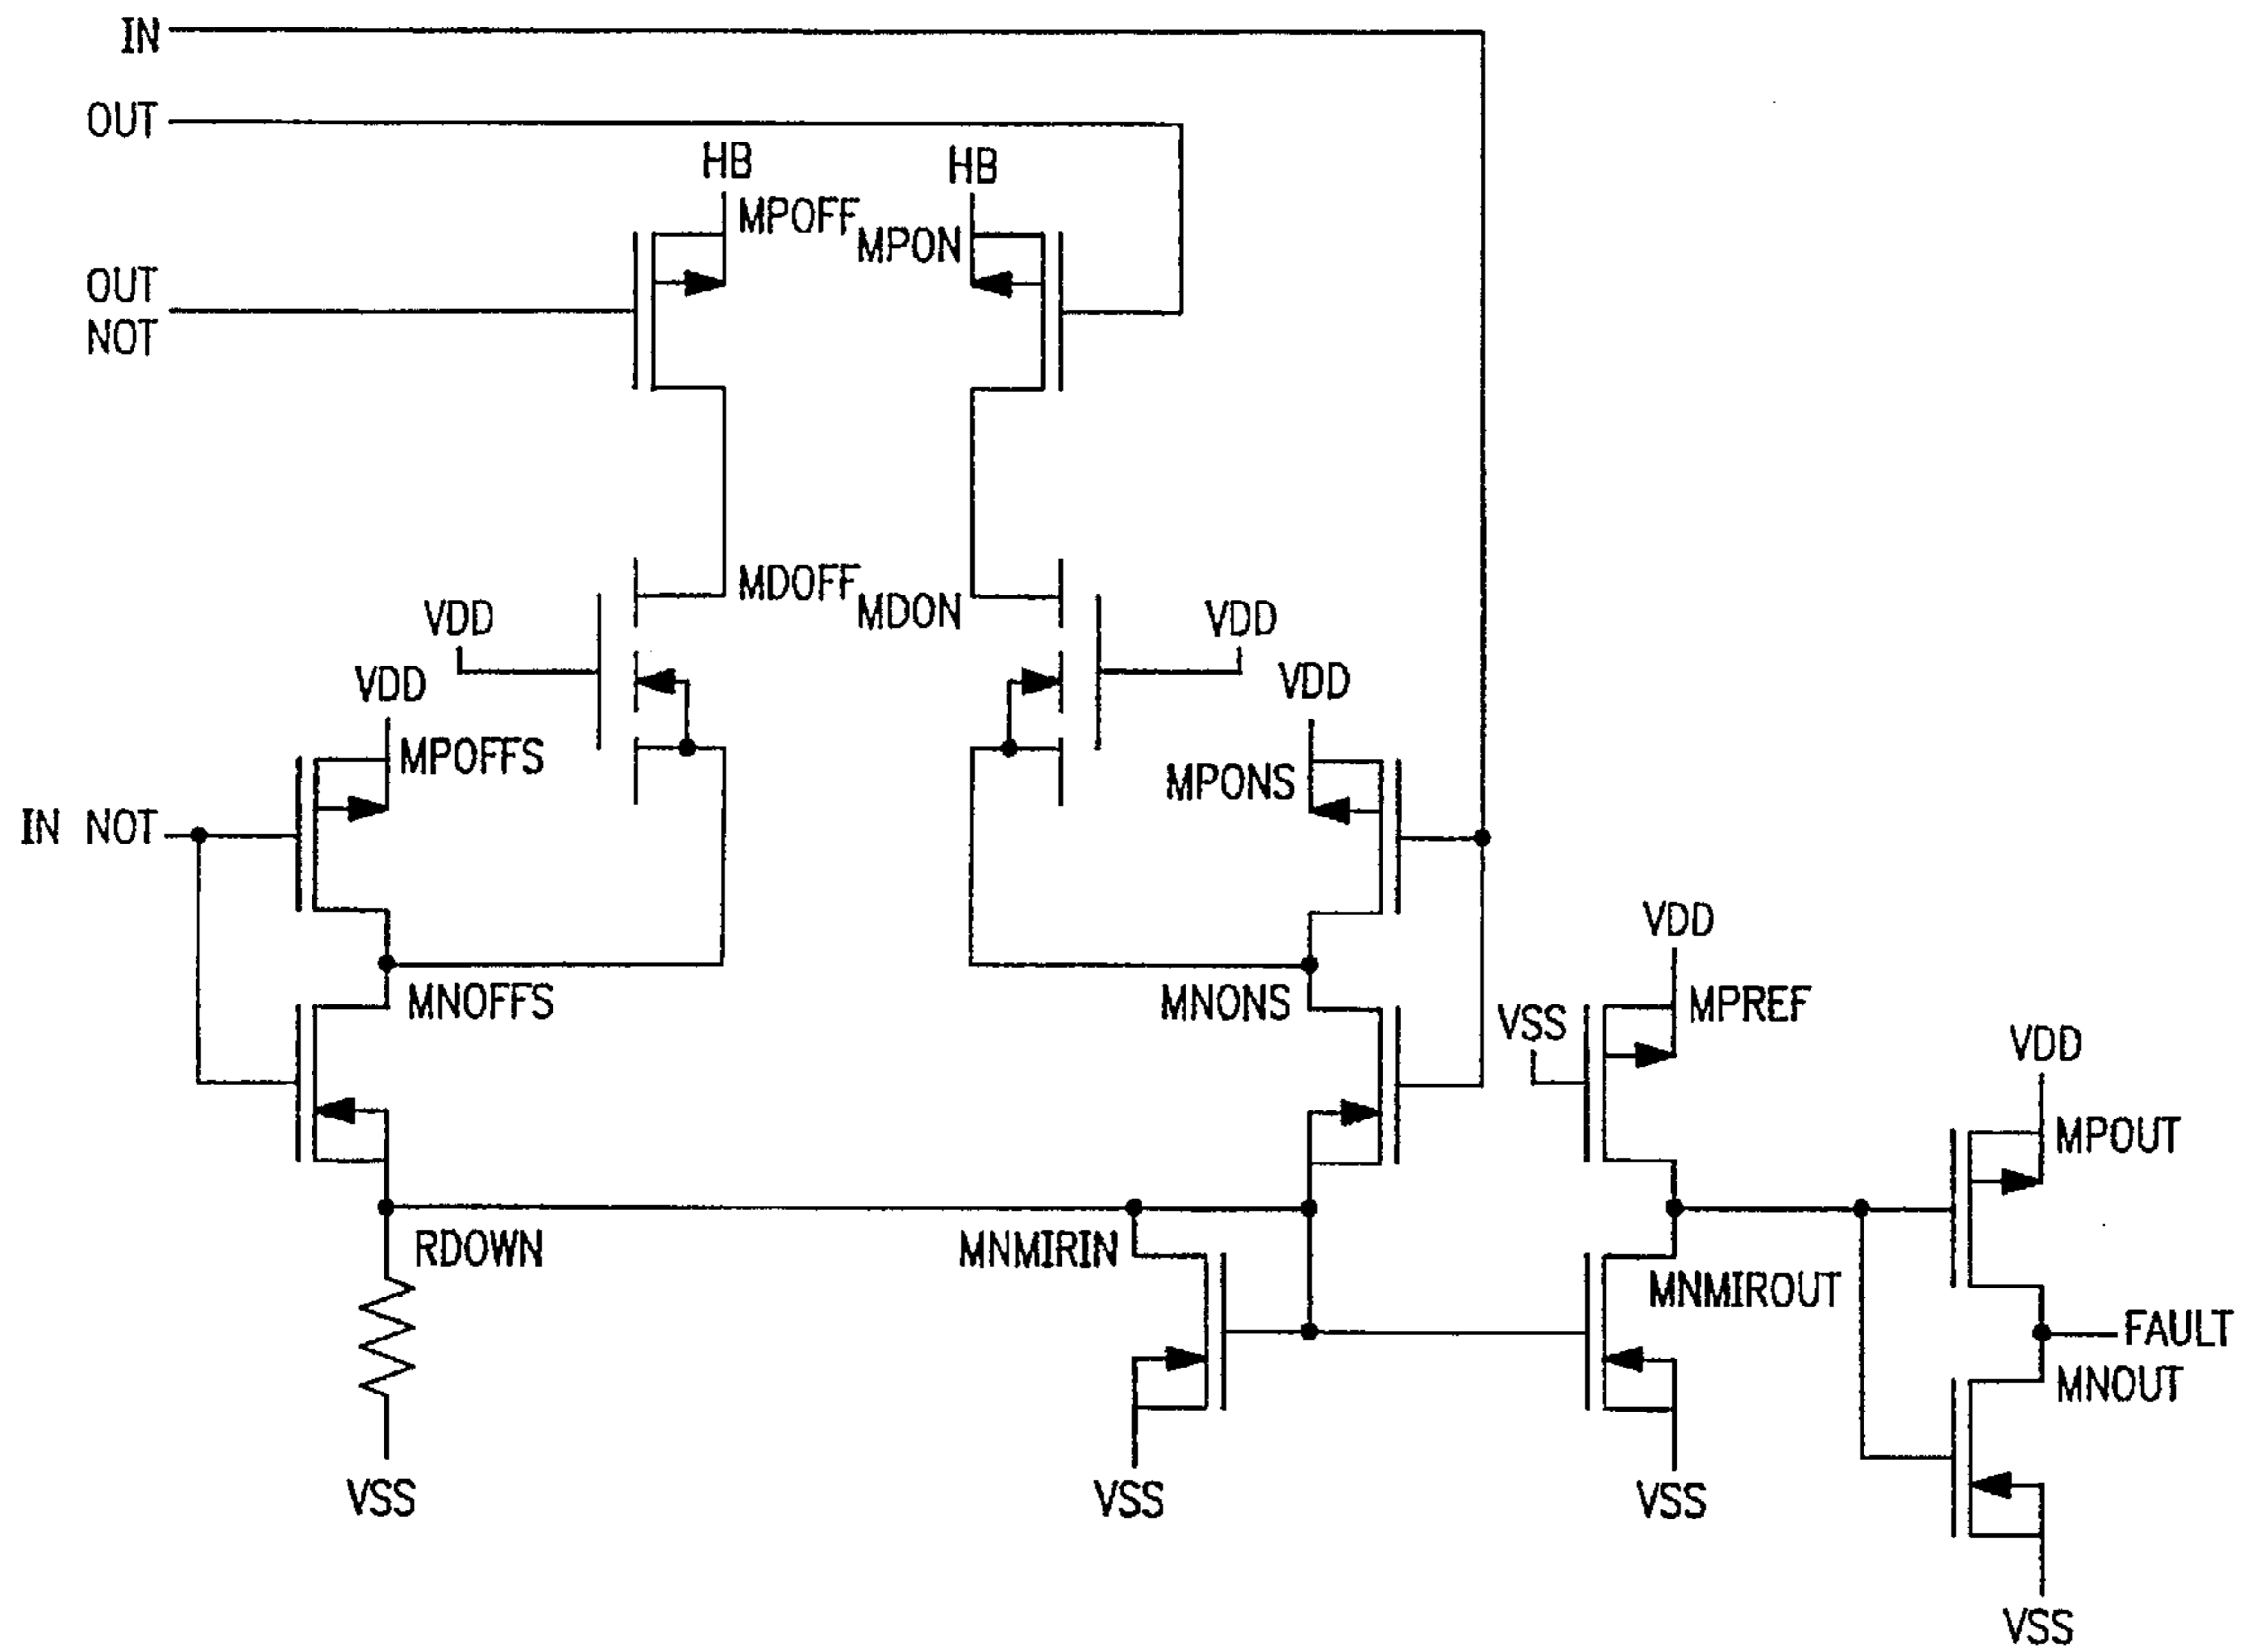 IN
OUT
HB
HB
MPOFF
MPON
OUT
NOT
MDOFF
MDON
VDD
VDD
VDD
VDD
MPOFFS
MPONS
IN NOT
VDD
MNOFFS
MNONS
VSS
MPREF
VDD
MPOUT
RDOWN
MNMIRIN
MNMIROUT
FAULT
MNOUT
VSS
VSS
VSS
VSS